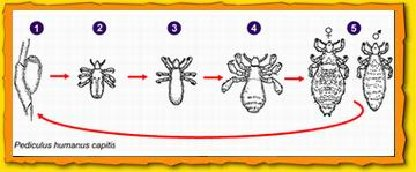 1 2 3 4 5
♀ ♂
Pediculus humanus capitis